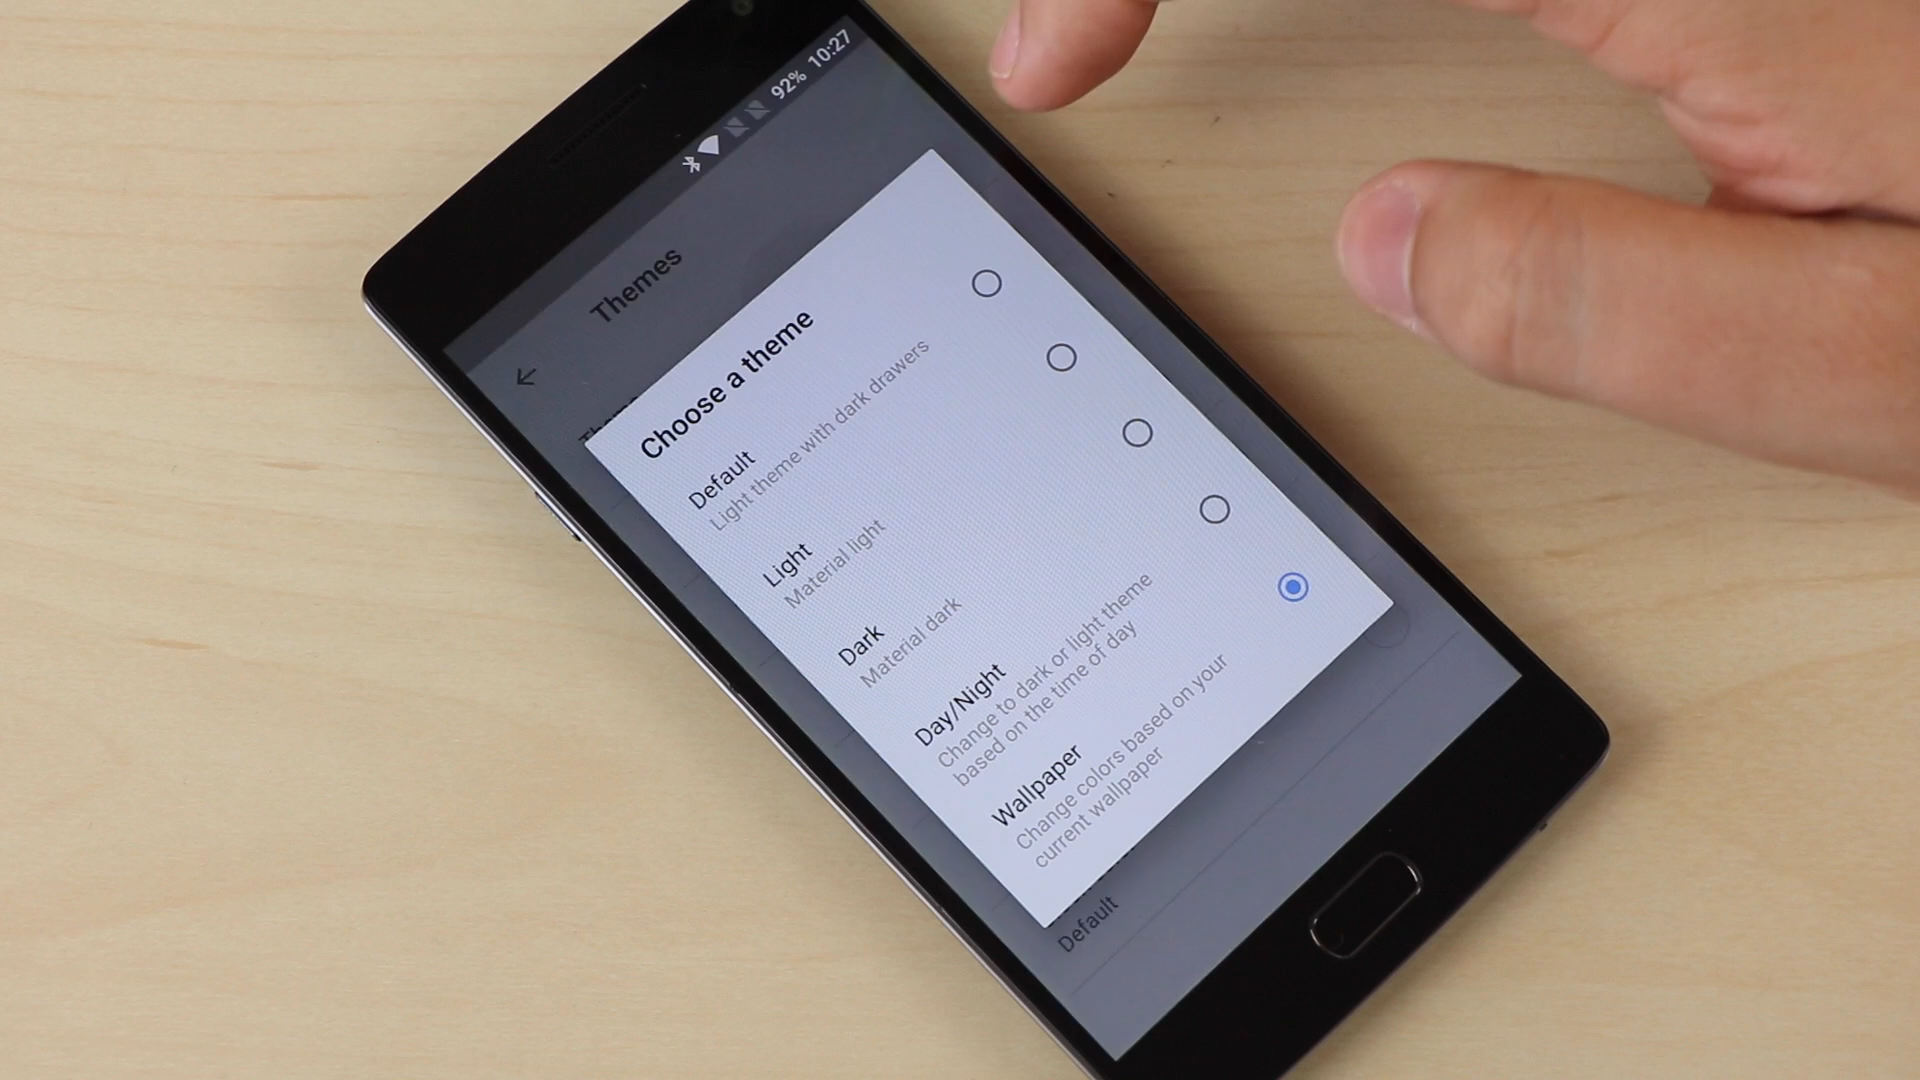 92% 10:27
Themes
Choose a theme
Default
Light theme with dark drawers
Light
Material light
Dark
Material dark
Day/Night
Change to dark or light theme
based on the time of day
Wallpaper
Change colors based on your
current wallpaper
Default